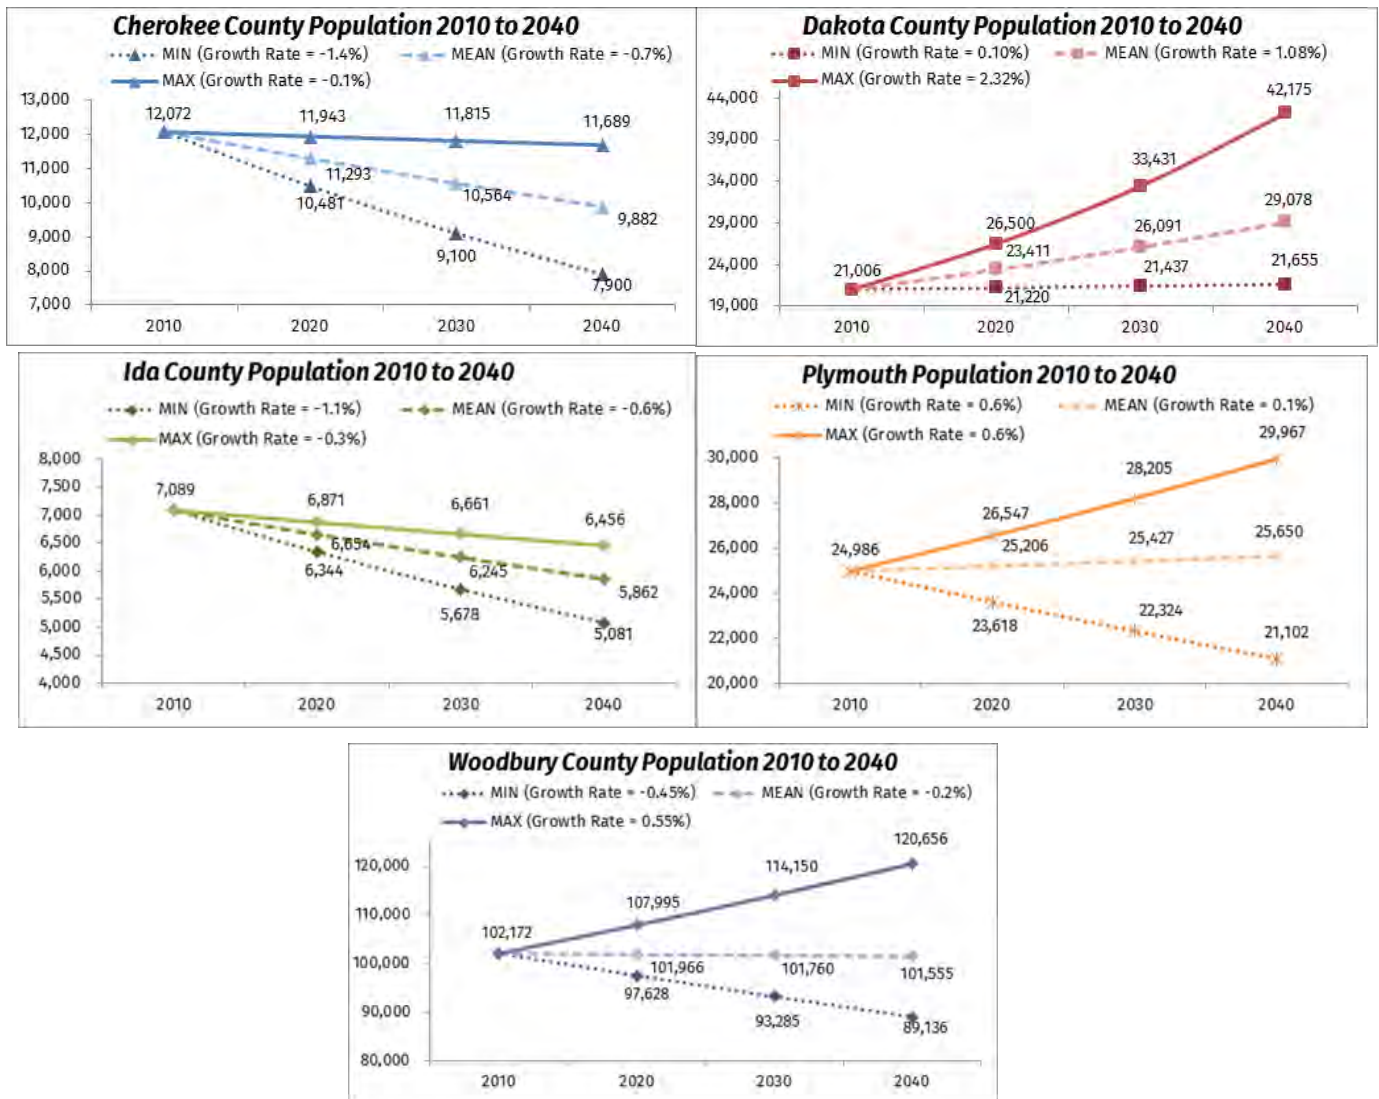 Cherokee County Population 2010 to 2040
MIN (Growth Rate = -1.4%) MEAN (Growth Rate = -0.7%)
MAX (Growth Rate = -0.1%)
13,000
12,000
11,000
10,000
9,000
8,000
7,000
12,072 11,943 11,815 11,689
11,293 10,564 9,882
10,481 9,100 7,900
2010 2020 2030 2040
Dakota County Population 2010 to 2040
MIN (Growth Rate = 0.10%) MEAN (Growth Rate = 1.08%)
MAX (Growth Rate = 2.32%)
44,000
39,000
34,000
29,000
24,000
19,000
21,006 26,500 33,431 42,175
23,411 26,091 29,078
21,220 21,437 21,655
2010 2020 2030 2040
Ida County Population 2010 to 2040
MIN (Growth Rate = -1.1%) MEAN (Growth Rate = -0.6%)
MAX (Growth Rate = -0.3%)
8,000
7,500
7,000
6,500
6,000
5,500
5,000
4,500
4,000
7,089 6,871 6,661 6,456
6,654 6,245 5,862
6,344 5,678 5,081
2010 2020 2030 2040
Plymouth Population 2010 to 2040
MIN (Growth Rate = 0.6%) MEAN (Growth Rate = 0.1%)
MAX (Growth Rate = 0.6%)
30,000
28,000
26,000
24,000
22,000
20,000
24,986 26,547 28,205 29,967
25,206 25,427 25,650
23,618 22,324 21,102
2010 2020 2030 2040
Woodbury County Population 2010 to 2040
MIN (Growth Rate = -0.45%) MEAN (Growth Rate = -0.2%)
MAX (Growth Rate = 0.55%)
120,000
110,000
100,000
90,000
80,000
102,172 107,995 114,150 120,656
101,966 101,760 101,555
97,628 93,285 89,136
2010 2020 2030 2040